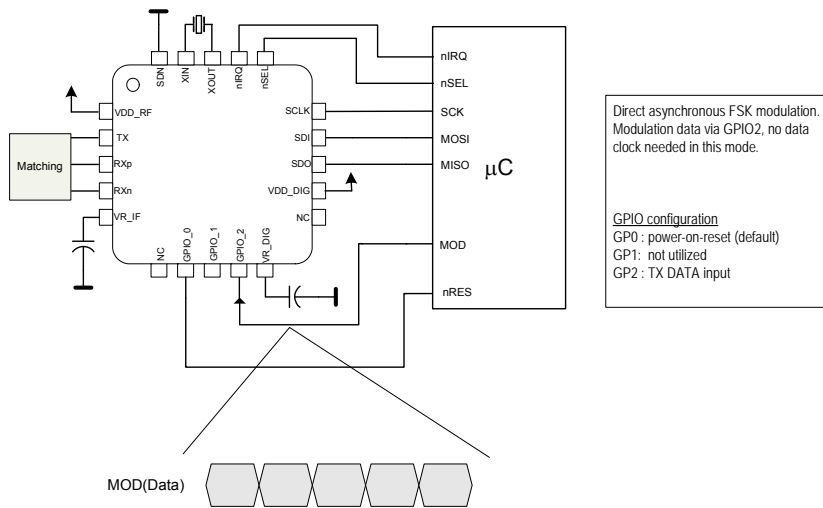 SDN
XIN
XOUT
nIRQ
nSEL
VDD_RF
TX
RXp
RXn
VR_IF
Matching
SCLK
SDI
SDO
VDD_DIG
NC
NC
GPIO_0
GPIO_1
GPIO_2
VR_DIG
nIRQ
nSEL
SCK
MOSI
MISO
μC
MOD
nRES
Direct asynchronous FSK modulation.
Modulation data via GPIO2, no data
clock needed in this mode.
GPIO configuration
GP0 : power-on-reset (default)
GP1: not utilized
GP2 : TX DATA input
MOD(Data)